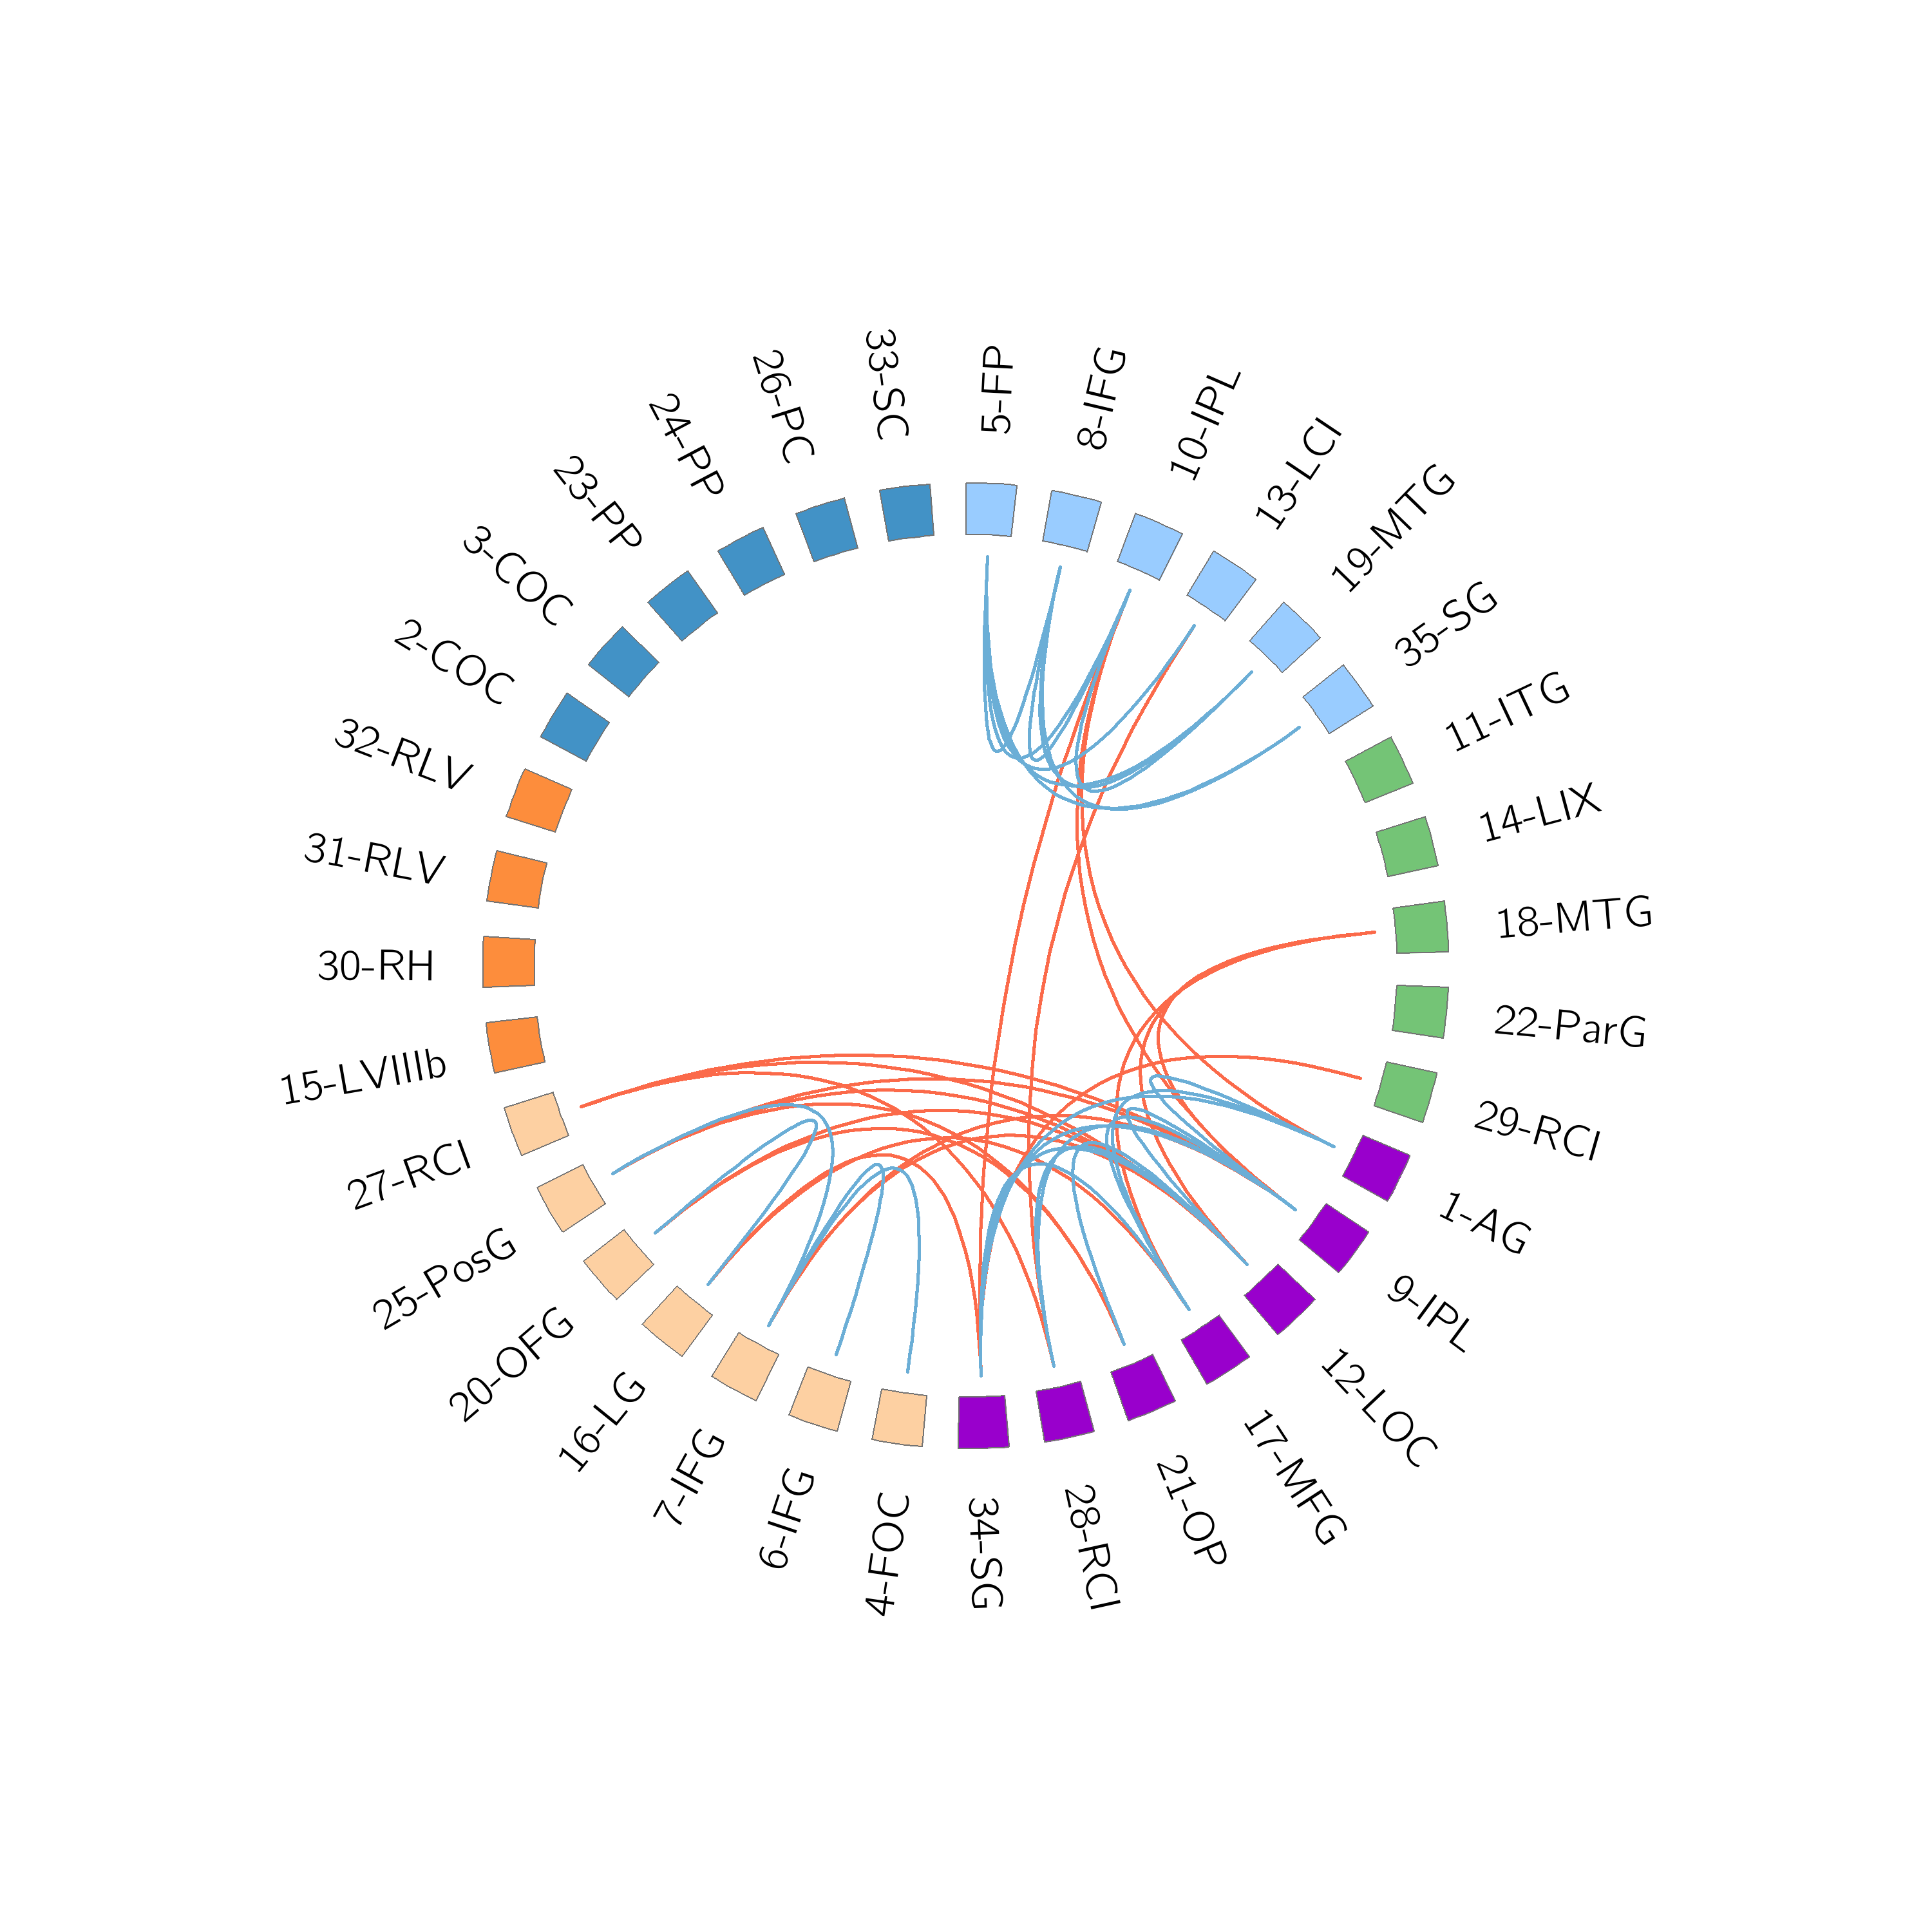 5-FP
8-IFG
10-IPL
13-LCI
19-MTG
35-SG
11-ITG
14-LIX
18-MTG
22-ParG
29-RCI
1-AG
9-IPL
12-LOC
17-MFG
21-OP
28-RCI
34-SG
4-FOC
6-IFG
7-IFG
16-LG
20-OFG
25-PosG
27-RCI
15-LVIIIIb
30-RH
31-RLV
32-RLV
2-COC
3-COC
23-PP
24-PP
26-PC
33-SC